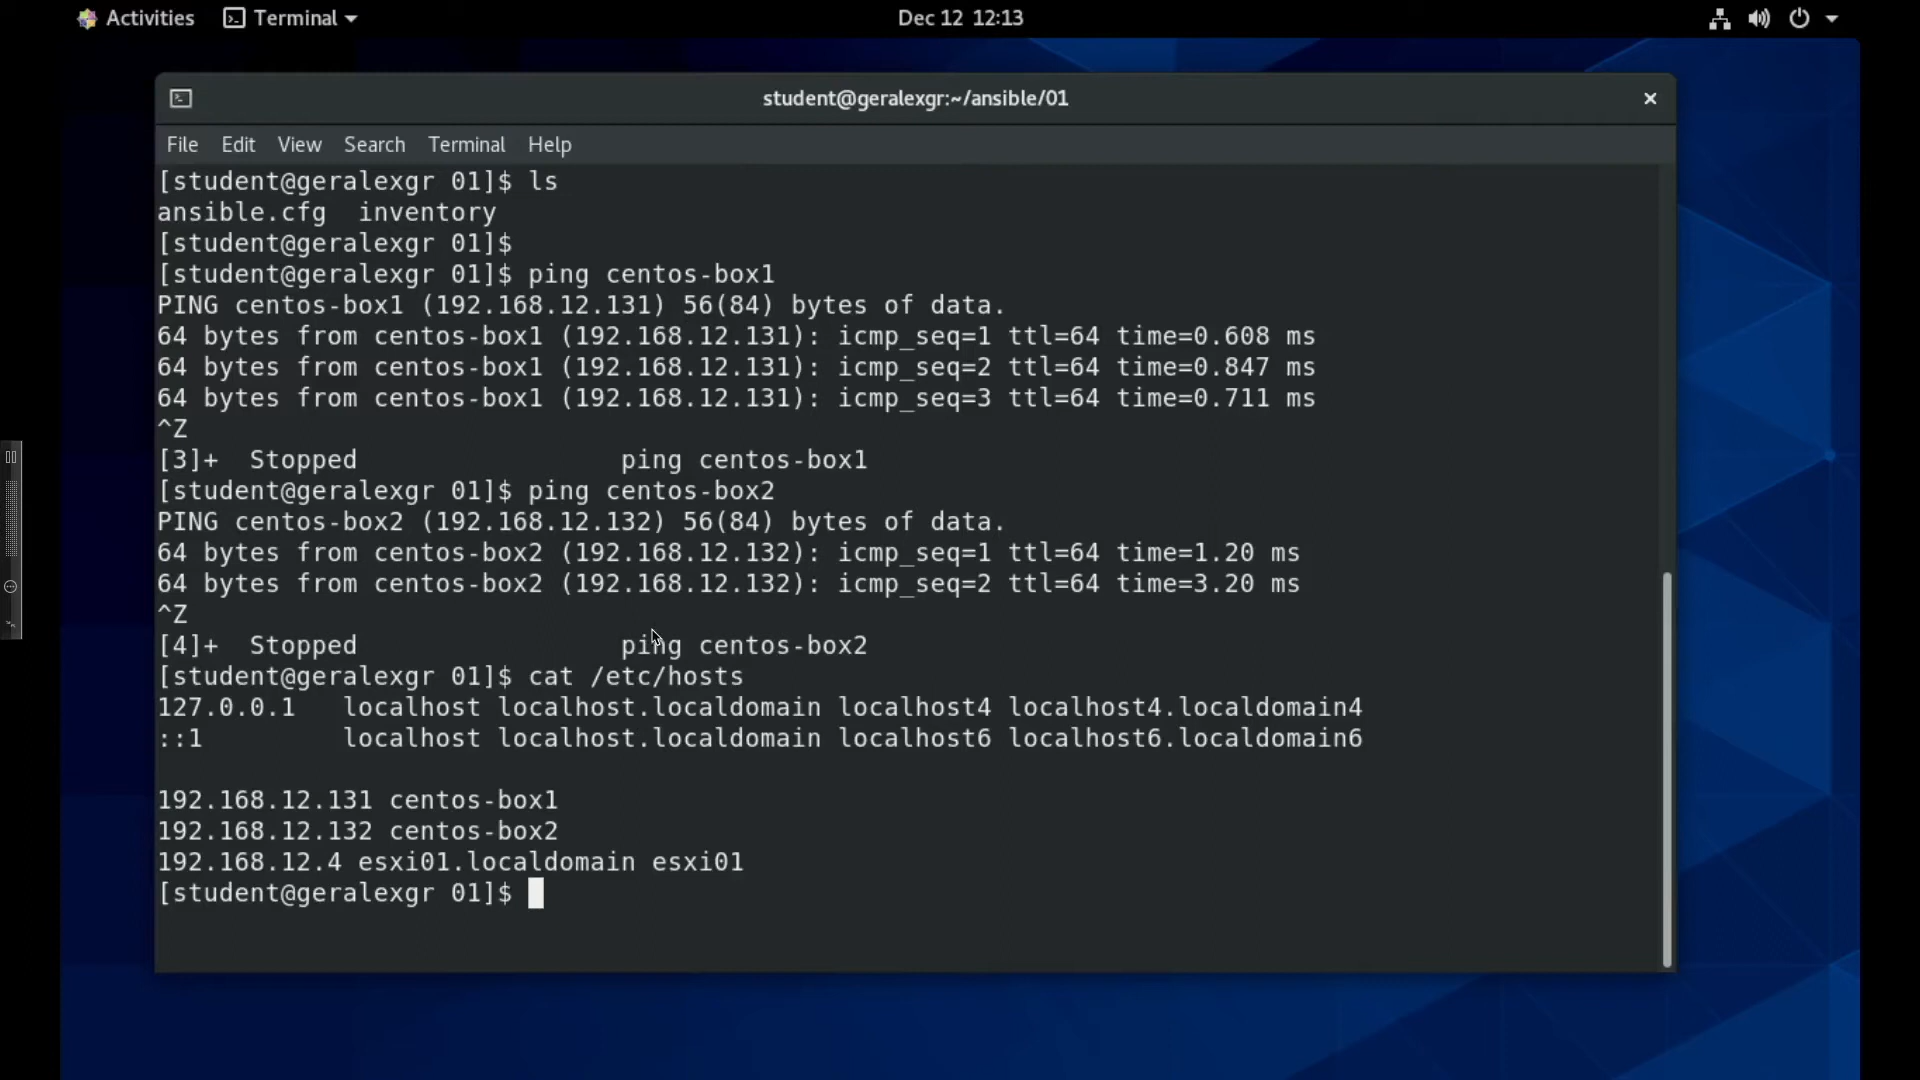 Activities Terminal Dec 12 12:13
student@geralexgr:~/ansible/01
File Edit View Search Terminal Help
[student@geralexgr 01]$ ls
ansible.cfg  inventory
[student@geralexgr 01]$
[student@geralexgr 01]$ ping centos-box1
PING centos-box1 (192.168.12.131) 56(84) bytes of data.
64 bytes from centos-box1 (192.168.12.131): icmp_seq=1 ttl=64 time=0.608 ms
64 bytes from centos-box1 (192.168.12.131): icmp_seq=2 ttl=64 time=0.847 ms
64 bytes from centos-box1 (192.168.12.131): icmp_seq=3 ttl=64 time=0.711 ms
^Z
[3]+  Stopped                 ping centos-box1
[student@geralexgr 01]$ ping centos-box2
PING centos-box2 (192.168.12.132) 56(84) bytes of data.
64 bytes from centos-box2 (192.168.12.132): icmp_seq=1 ttl=64 time=1.20 ms
64 bytes from centos-box2 (192.168.12.132): icmp_seq=2 ttl=64 time=3.20 ms
^Z
[4]+  Stopped                 ping centos-box2
[student@geralexgr 01]$ cat /etc/hosts
127.0.0.1   localhost localhost.localdomain localhost4 localhost4.localdomain4
::1         localhost localhost.localdomain localhost6 localhost6.localdomain6
192.168.12.131 centos-box1
192.168.12.132 centos-box2
192.168.12.4 esxi01.localdomain esxi01
[student@geralexgr 01]$